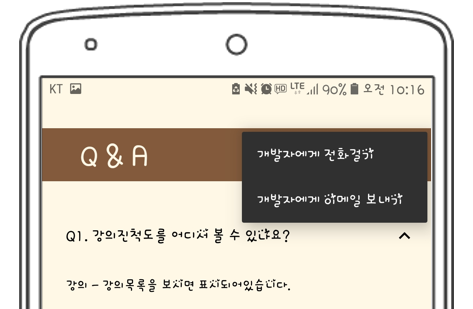 KT LTE 90% 오전 10:16
Q & A
개발자에게 전화걸기
개발자에게 이메일 보내기
Q1. 강의진척도를 어디서 볼 수 있나요?
강의 - 강의목록을 보시면 표시되어있습니다.